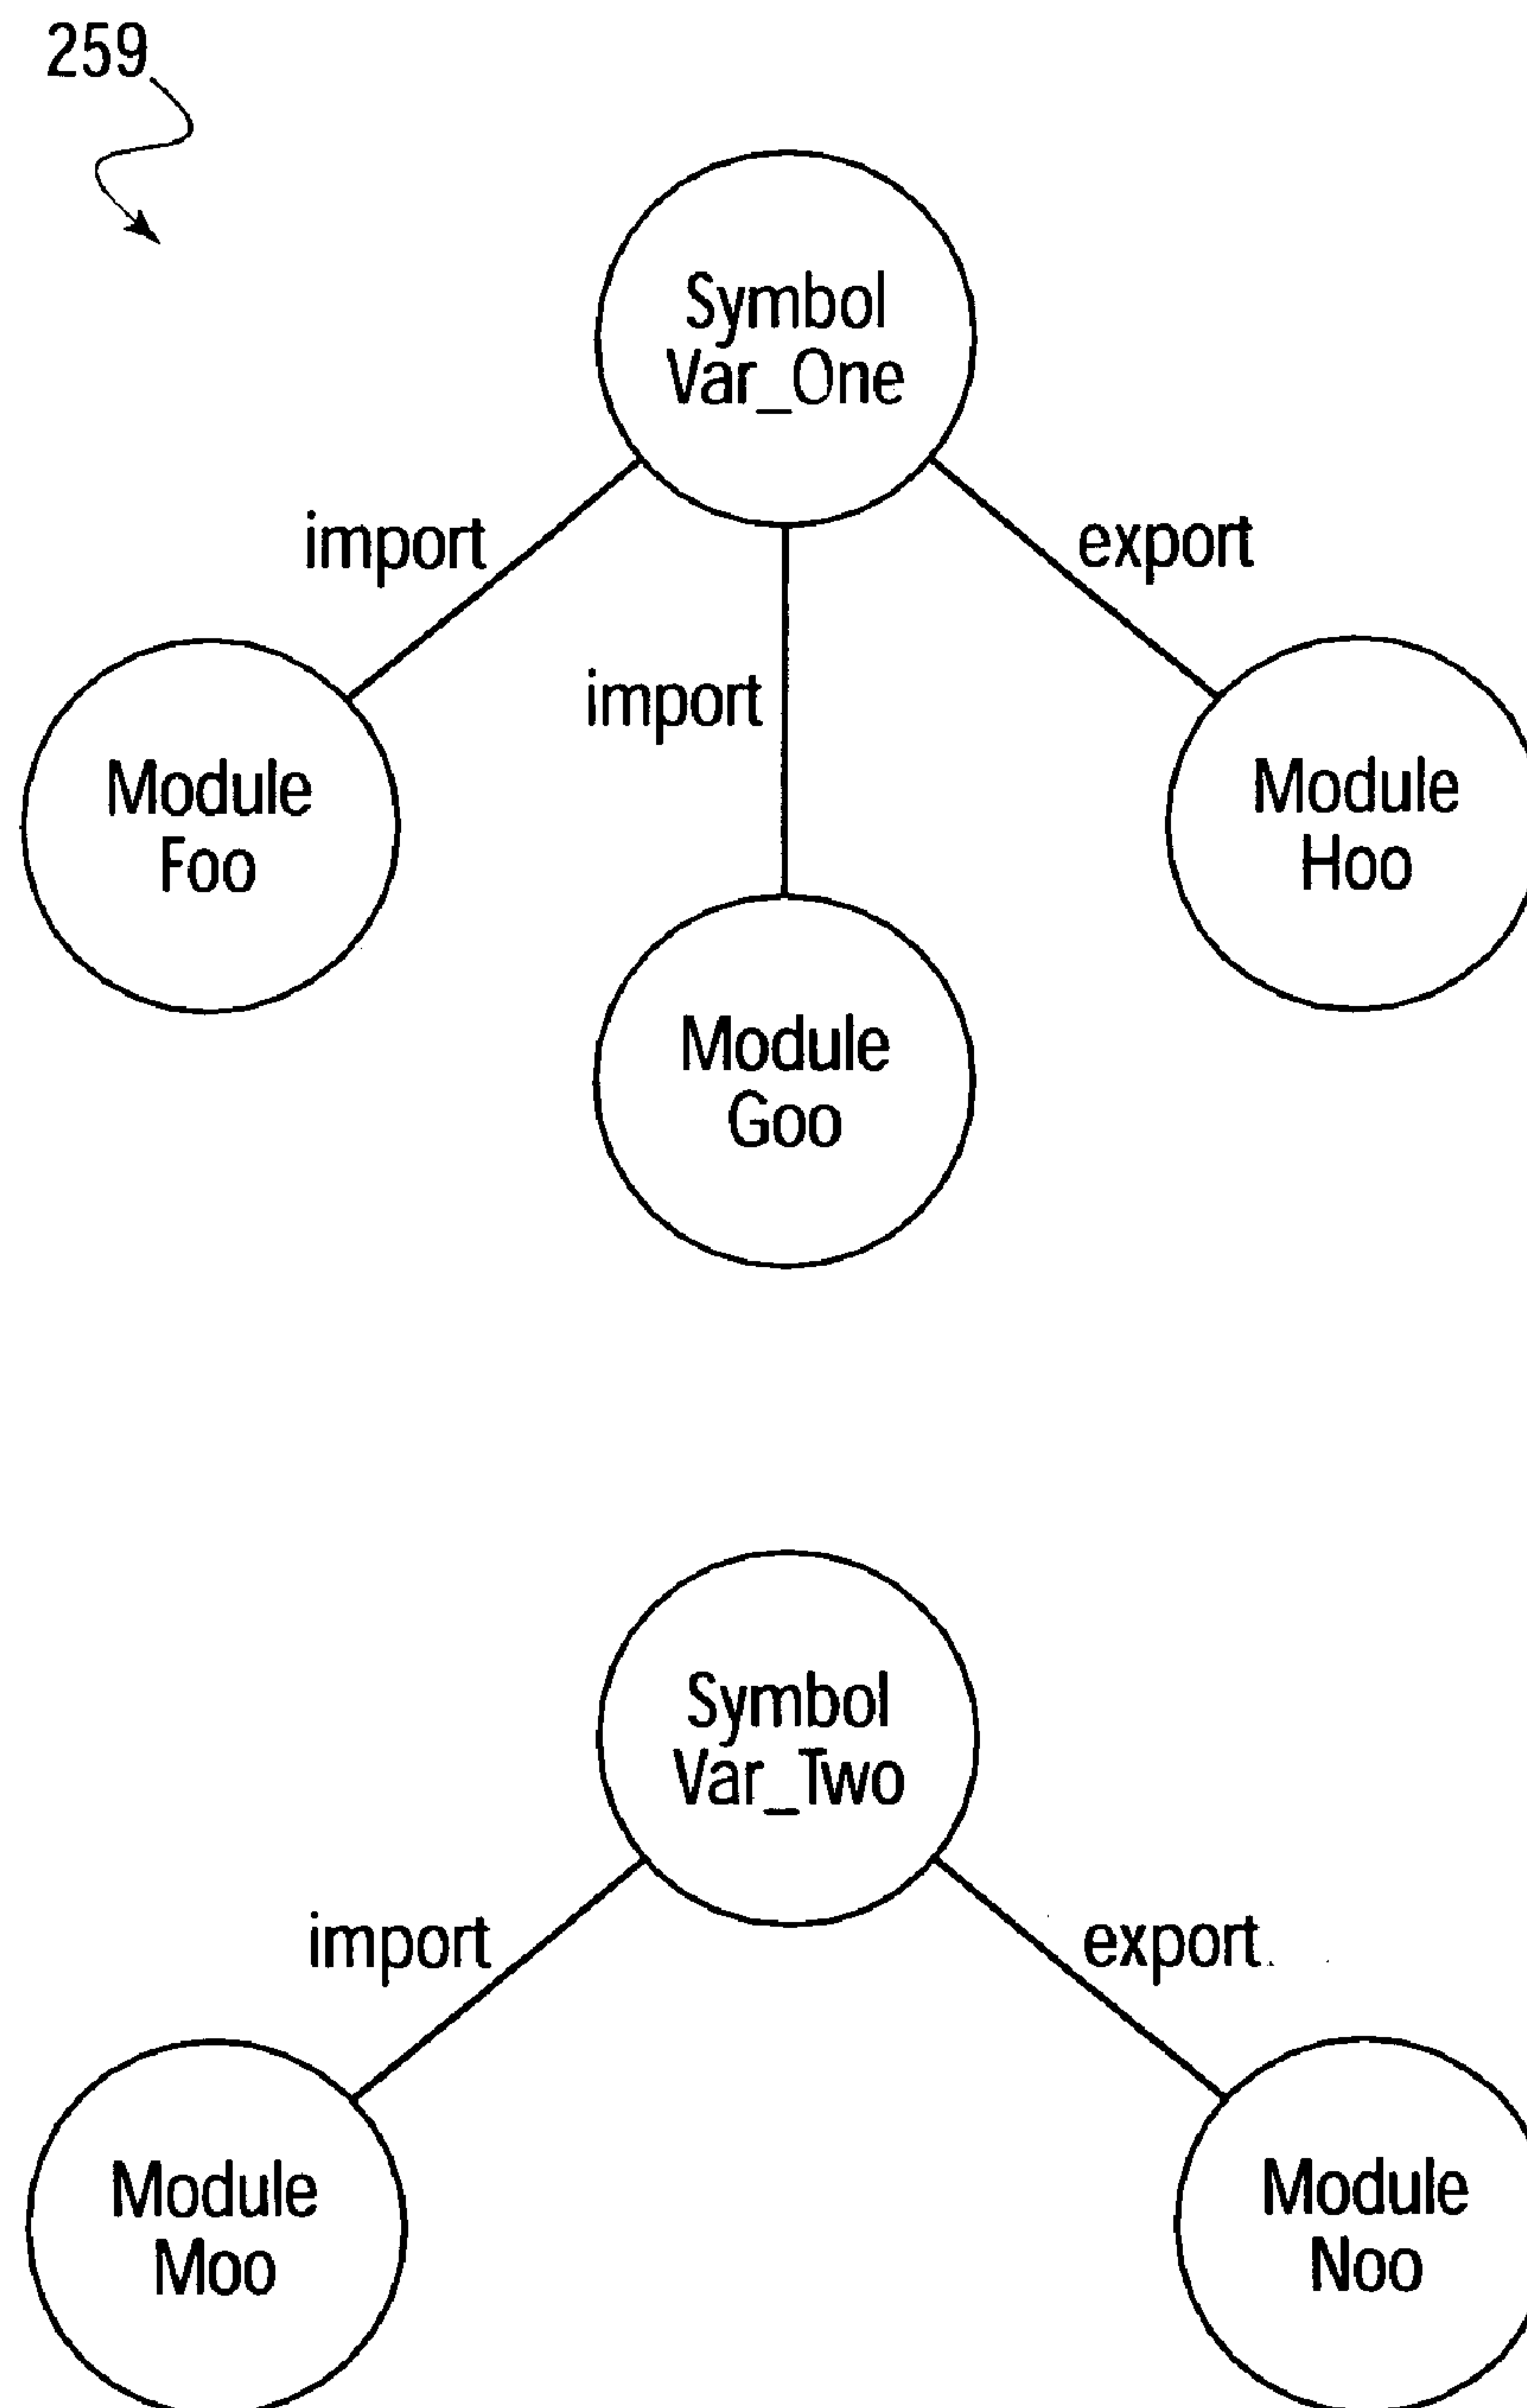 259
Symbol
Var_One
import
export
import
Module
Foo
Module
Hoo
Module
Goo
Symbol
Var_Two
import
export
Module
Moo
Module
Noo